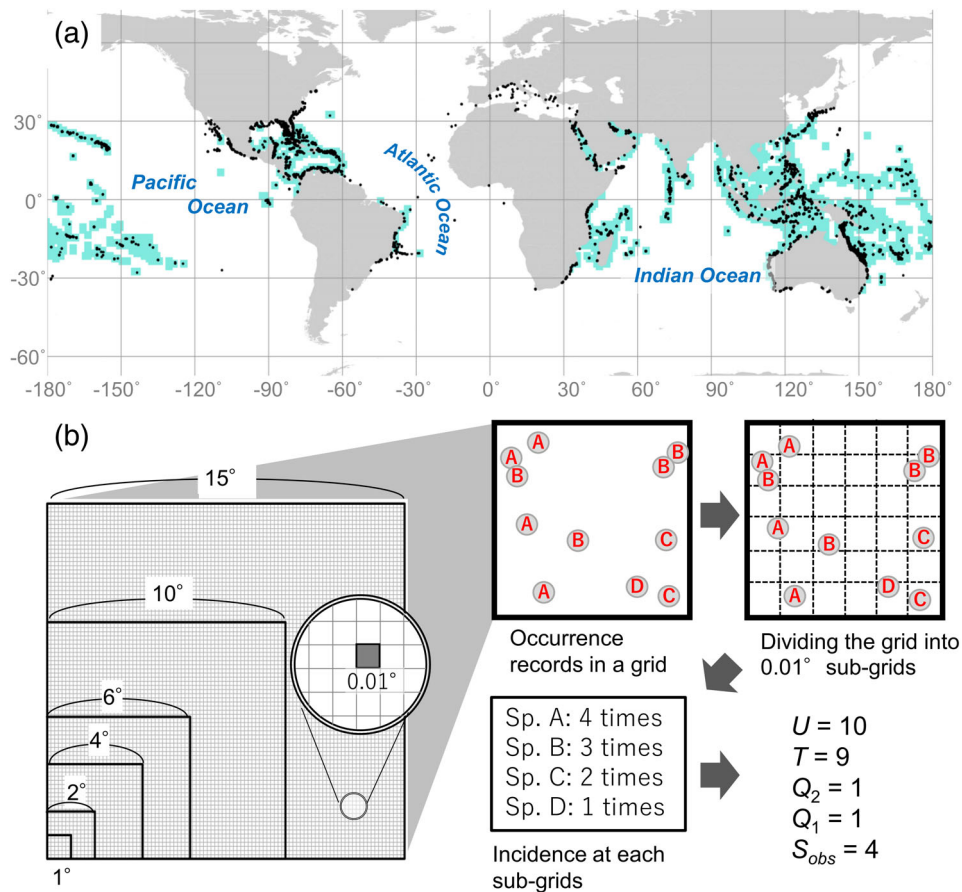 (a)
30°
0°
-30°
-60°
Pacific
Ocean
Atlantic Ocean
Indian Ocean
-180 -150° -120° -90° -60° -30° 0° 30° 60° 90° 120° 150° 180°
(b)
15°
10°
6°
4°
2°
1°
0.01°
A
A
B
B
B
A
B
C
A
D
C
Occurrence
records in a grid
A
A
B
B
B
A
B
C
A
D
C
Dividing the grid into
0.01° sub-grids
Sp. A: 4 times
Sp. B: 3 times
Sp. C: 2 times
Sp. D: 1 times
Incidence at each
sub-grids
U = 10
T = 9
Q2 = 1
Q1 = 1
Sobs = 4